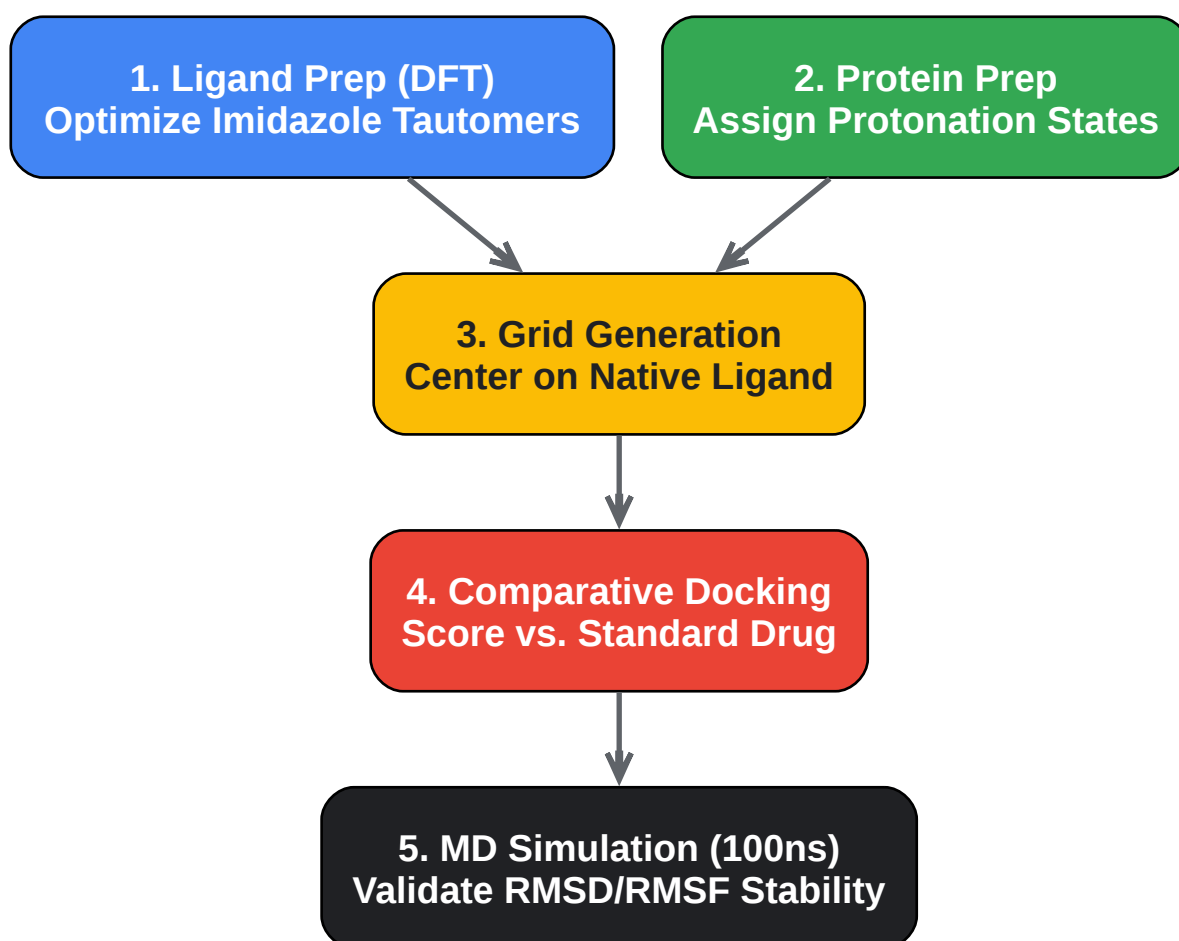 1. Ligand Prep (DFT)
Optimize Imidazole Tautomers
2. Protein Prep
Assign Protonation States
3. Grid Generation
Center on Native Ligand
4. Comparative Docking
Score vs. Standard Drug
5. MD Simulation (100ns)
Validate RMSD/RMSF Stability